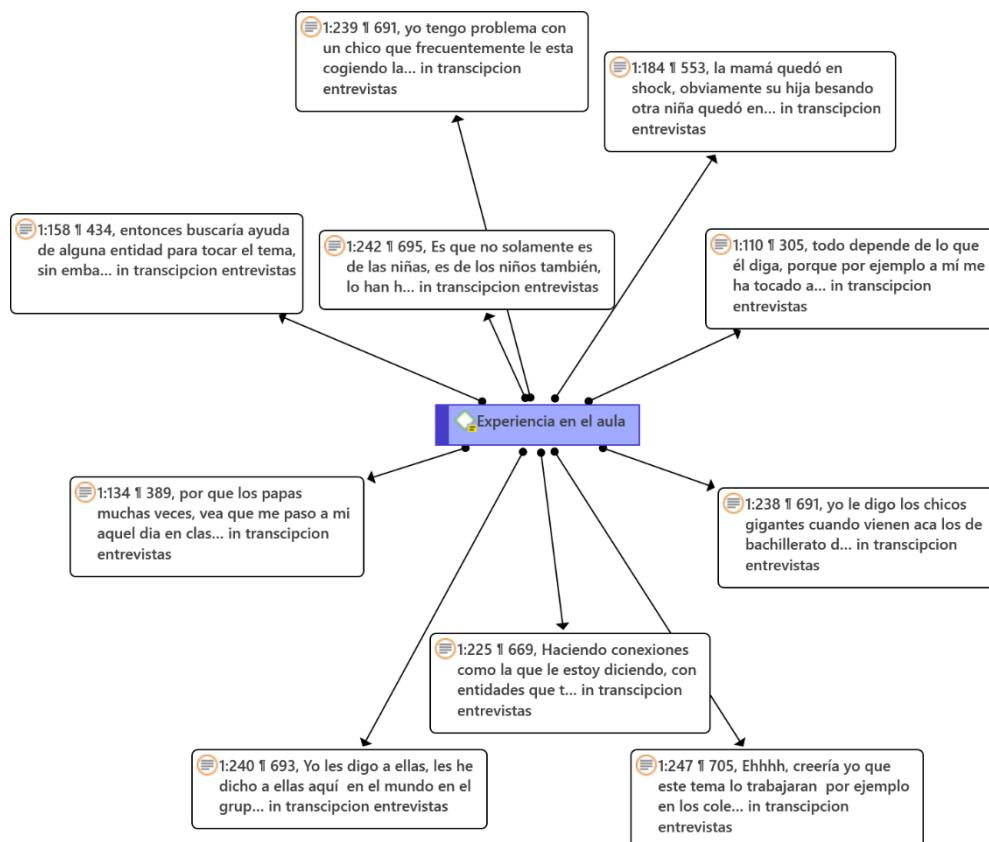 1:239 ¶ 691, yo tengo problema con
un chico que frecuentemente le esta
cogiendo la... in transcipcion
entrevistas
1:184 ¶ 553, la mamá quedó en
shock, obviamente su hija besando
otra niña quedó en... in transcipcion
entrevistas
1:158 ¶ 434, entonces buscaría ayuda
de alguna entidad para tocar el tema,
sin emba... in transcipcion
entrevistas
1:242 ¶ 695, Es que no solamente es
de las niñas, es de los niños también,
lo han h... in transcipcion
entrevistas
1:110 ¶ 305, todo depende de lo que
él diga, porque por ejemplo a mí me
ha tocado a... in transcipcion
entrevistas
Experiencia en el aula
1:134 ¶ 389, por que los papas
muchas veces, vea que me paso a mi
aquel dia en clas... in transcipcion
entrevistas
1:238 ¶ 691, yo le digo los chicos
gigantes cuando vienen aca los de
bachillerato d... in transcipcion
entrevistas
1:225 ¶ 669, Haciendo conexiones
como la que le estoy diciendo, con
entidades que t... in transcipcion
entrevistas
1:240 ¶ 693, Yo les digo a ellas, les he
dicho a ellas aquí en el mundo en el
grup... in transcipcion entrevistas
1:247 ¶ 705, Ehhhh, creería yo que
este tema lo trabajaran por ejemplo
en los cole... in transcipcion
entrevistas